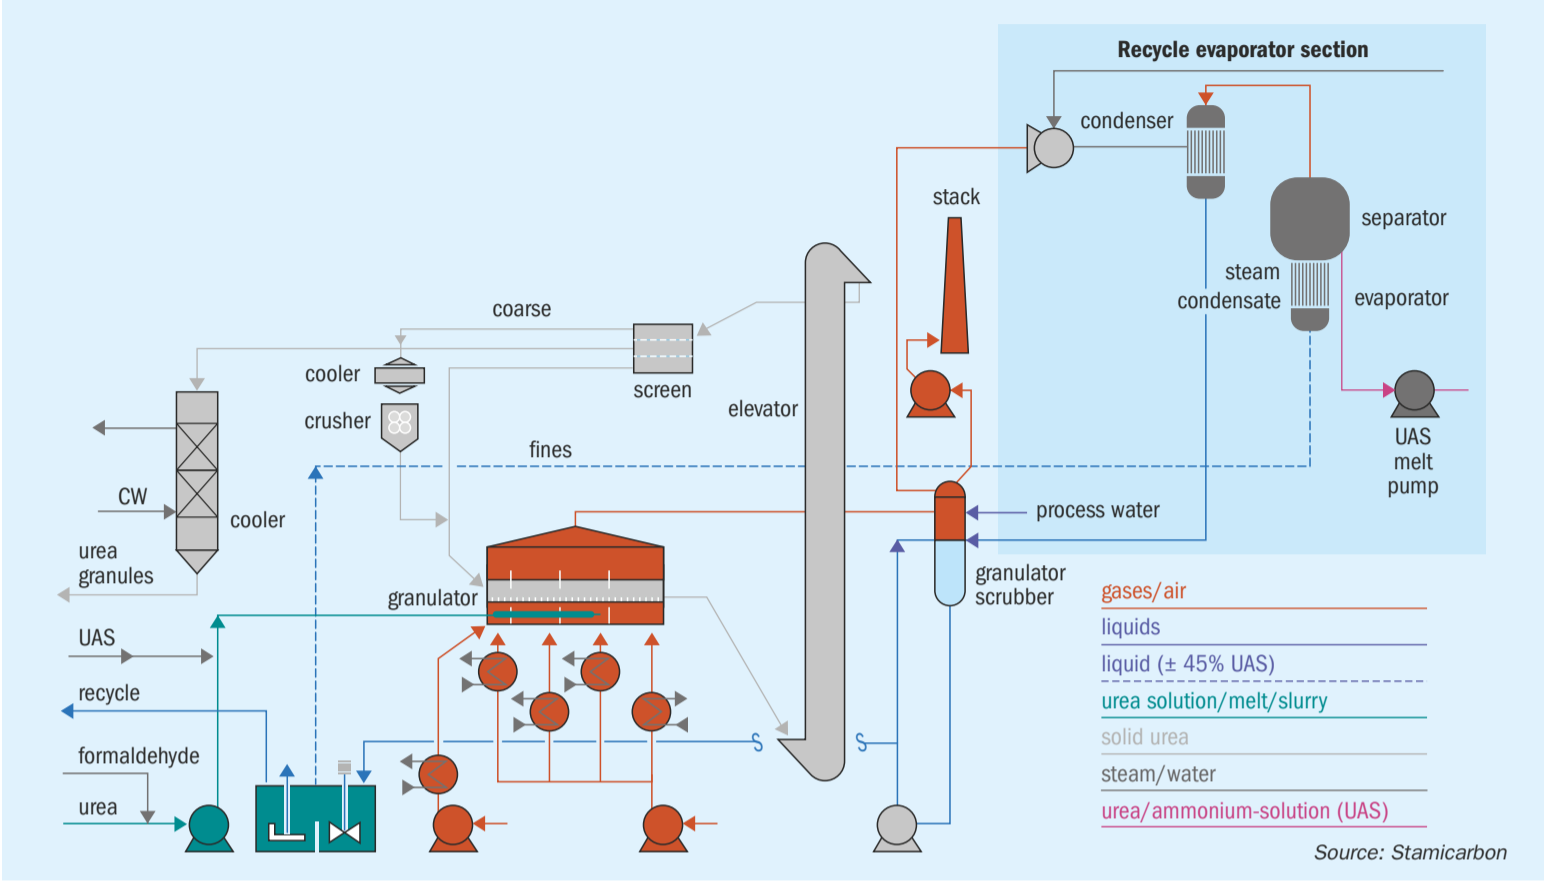 Recycle evaporator section
condenser
stack
separator
steam
condensate
evaporator
coarse
cooler
screen
elevator
crusher
fines
UAS
melt
pump
CW
cooler
process water
urea
granules
granulator
granulator
scrubber
UAS
recycle
formaldehyde
urea
gases/air
liquids
liquid (± 45% UAS)
urea solution/melt/slurry
solid urea
steam/water
urea/ammonium-solution (UAS)
Source: Stamicarbon